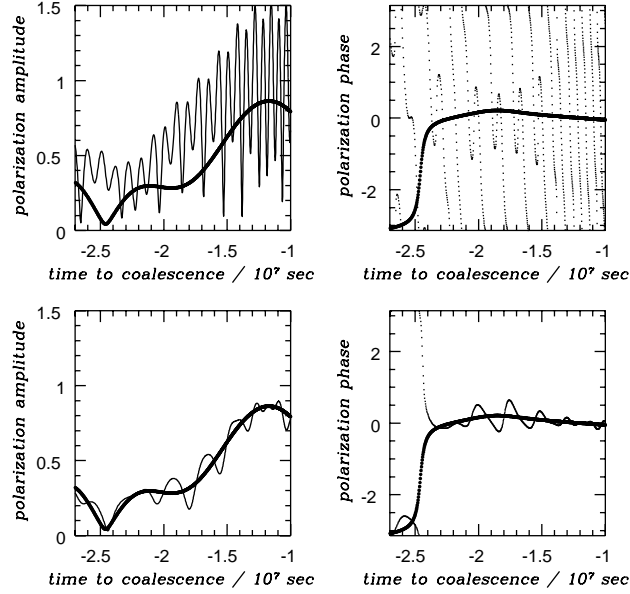 1.5
1
0.5
0
polarization amplitude
-2.5 -2 -1.5 -1
time to coalescence / 10⁷ sec
2
0
-2
polarization phase
-2.5 -2 -1.5 -1
time to coalescence / 10⁷ sec
1.5
1
0.5
0
polarization amplitude
-2.5 -2 -1.5 -1
time to coalescence / 10⁷ sec
2
0
-2
polarization phase
-2.5 -2 -1.5 -1
time to coalescence / 10⁷ sec